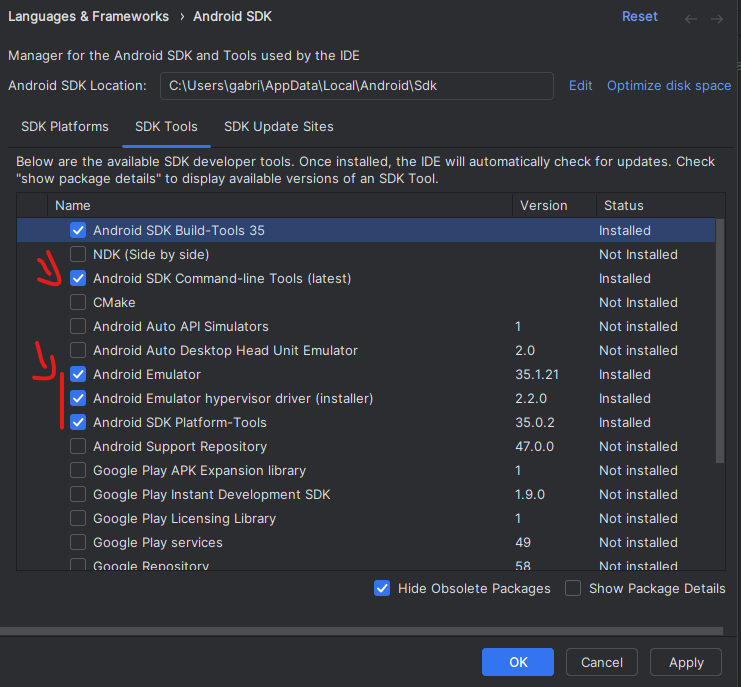 Languages & Frameworks › Android SDK Reset
Manager for the Android SDK and Tools used by the IDE
Android SDK Location: C:\Users\gabri\AppData\Local\Android\Sdk Edit Optimize disk space
SDK Platforms SDK Tools SDK Update Sites
Below are the available SDK developer tools. Once installed, the IDE will automatically check for updates. Check
"show package details" to display available versions of an SDK Tool.
Name Version Status
Android SDK Build-Tools 35 Installed
NDK (Side by side) Not Installed
Android SDK Command-line Tools (latest) Installed
CMake Not Installed
Android Auto API Simulators 1 Not installed
Android Auto Desktop Head Unit Emulator 2.0 Not installed
Android Emulator 35.1.21 Installed
Android Emulator hypervisor driver (installer) 2.2.0 Installed
Android SDK Platform-Tools 35.0.2 Installed
Android Support Repository 47.0.0 Not installed
Google Play APK Expansion library 1 Not installed
Google Play Instant Development SDK 1.9.0 Not installed
Google Play Licensing Library 1 Not installed
Google Play services 49 Not installed
Google Repository 58 Not installed
Hide Obsolete Packages Show Package Details
OK Cancel Apply